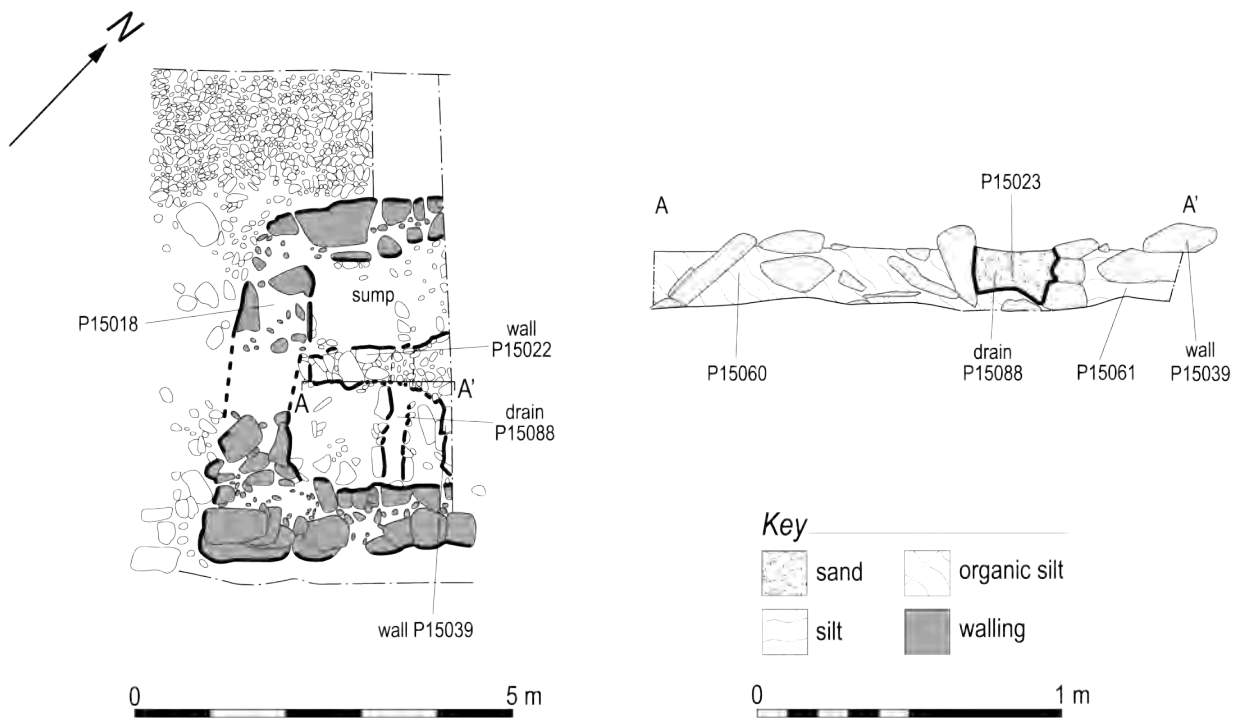 N
sump
P15018
wall
P15022
A
A'
drain
P15088
wall P15039
0
5 m
P15023
A
A'
P15060
drain
P15088
P15061
wall
P15039
Key
sand
organic silt
silt
walling
0
1 m